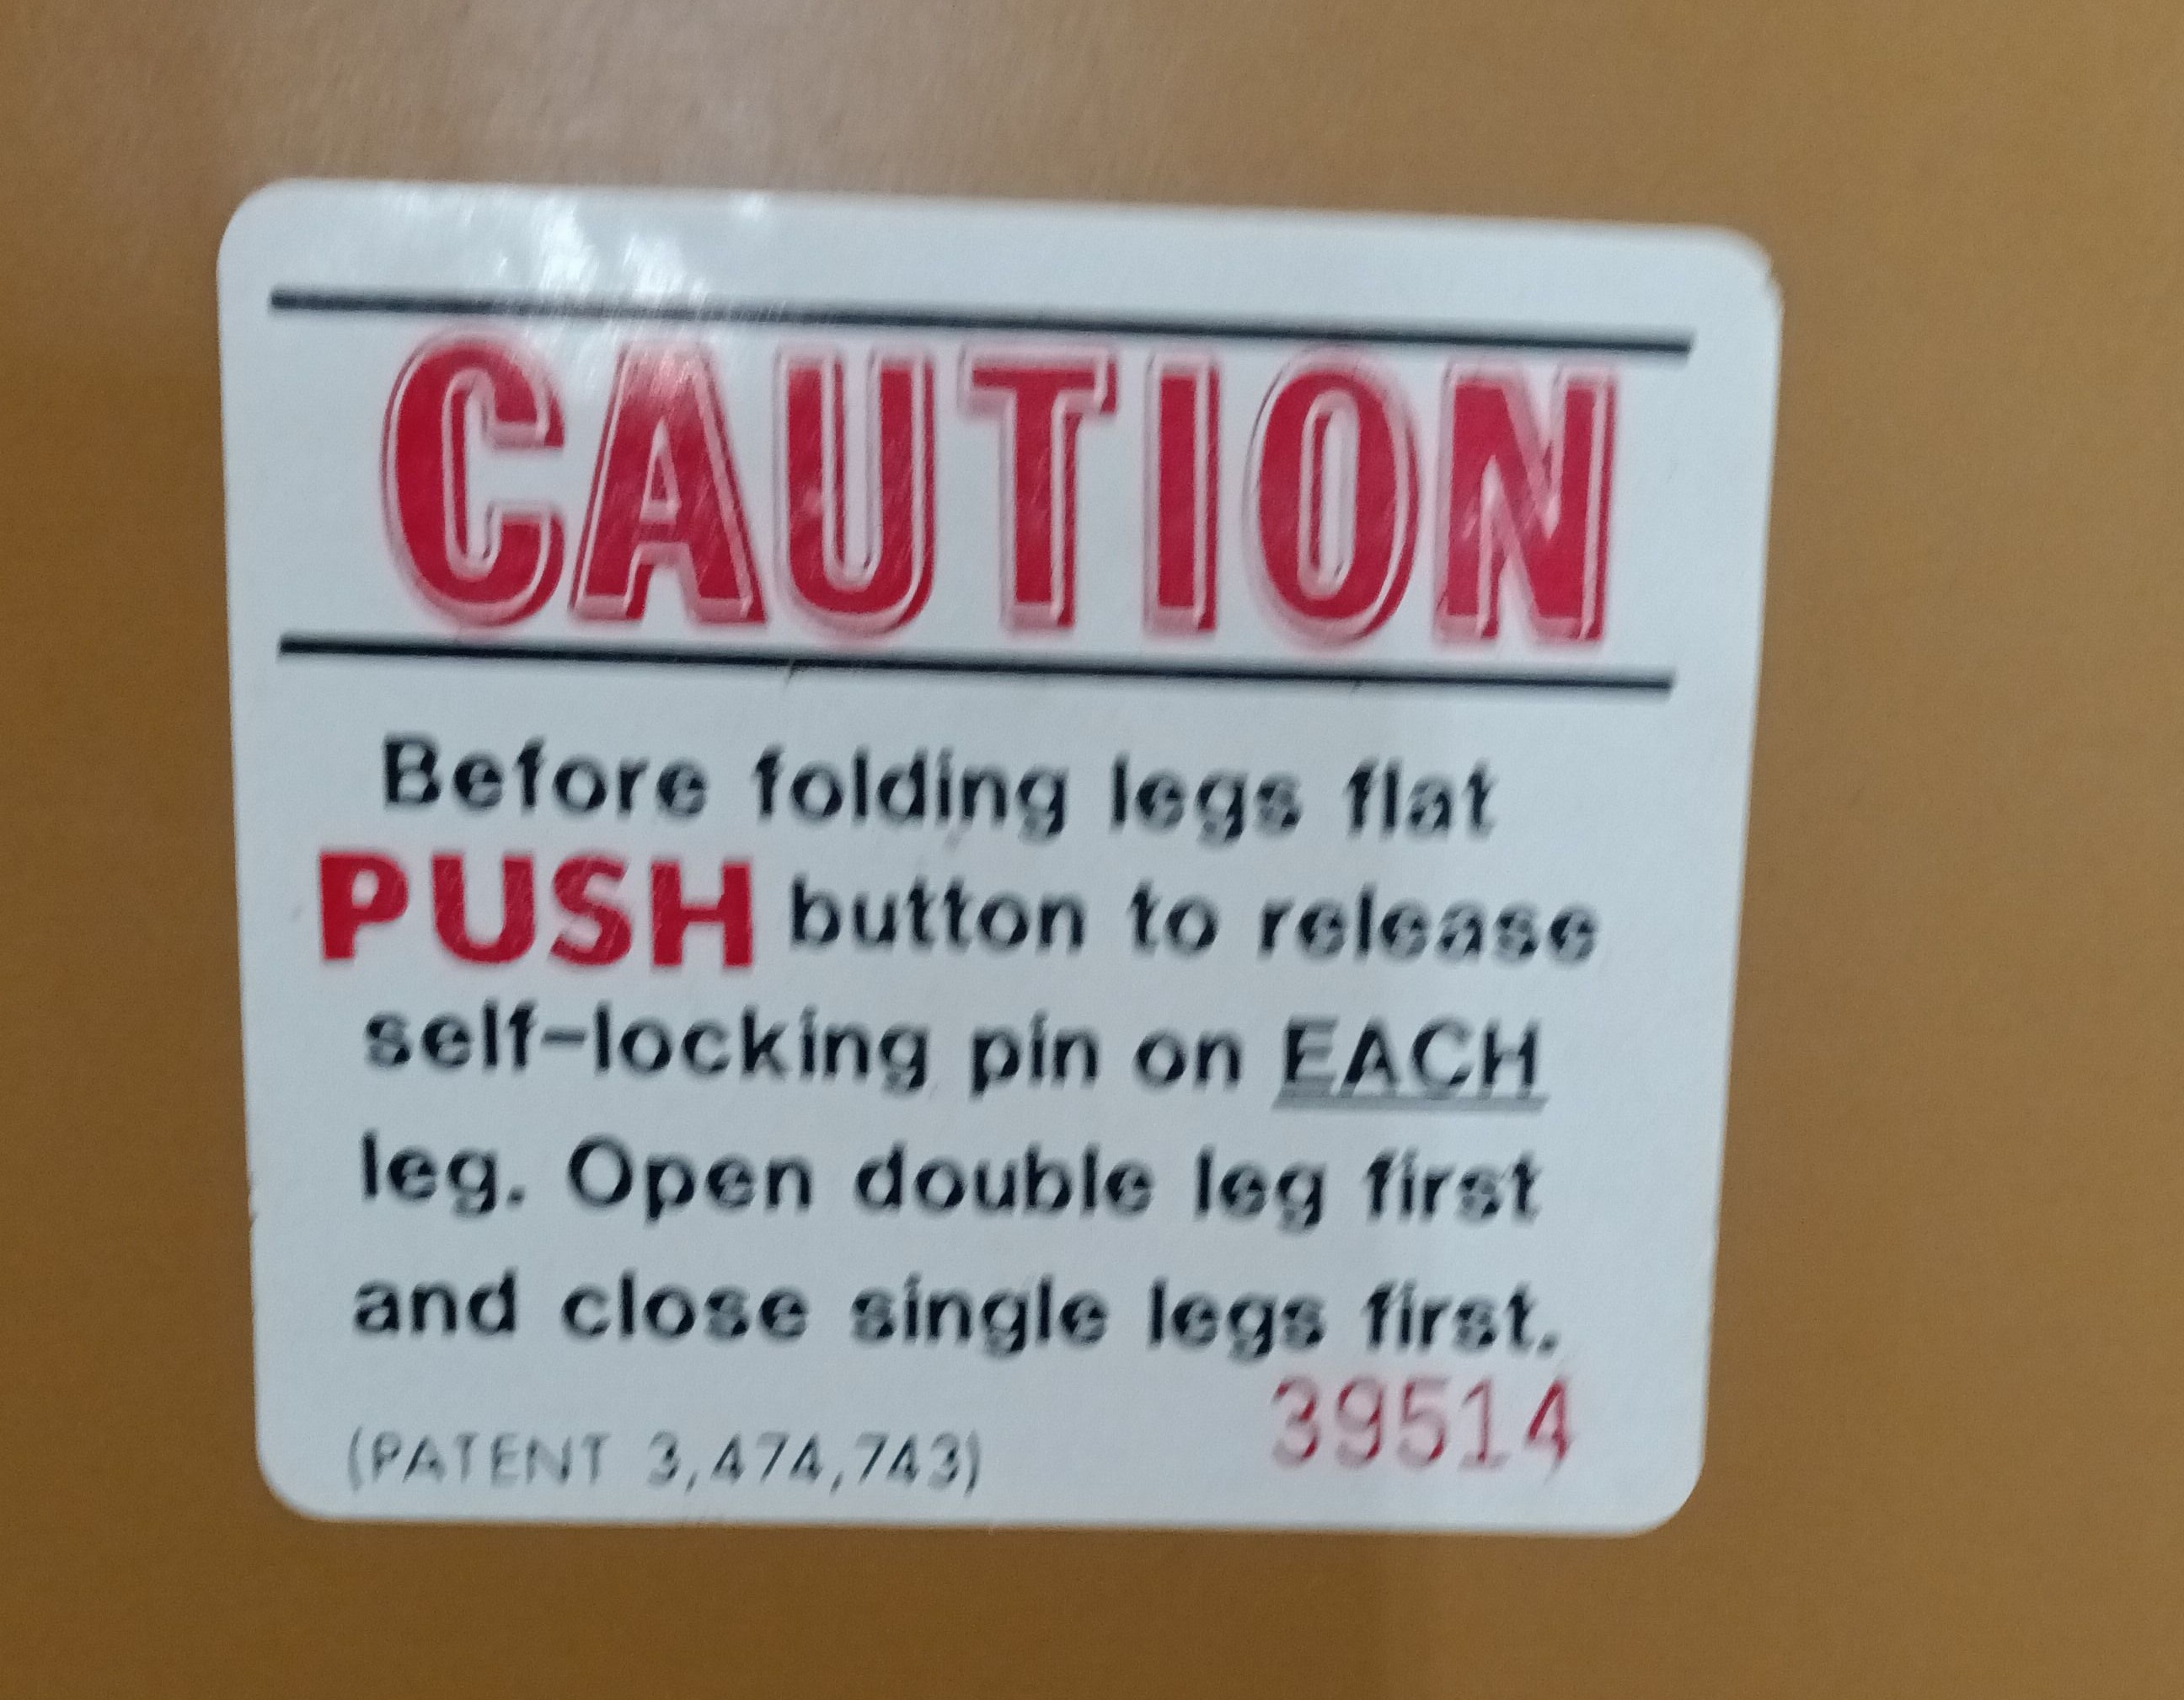 CAUTION
Before folding legs flat
PUSH button to release
self-locking pin on EACH
leg. Open double leg first
and close single legs first.
39514
(PATENT 3,474,743)